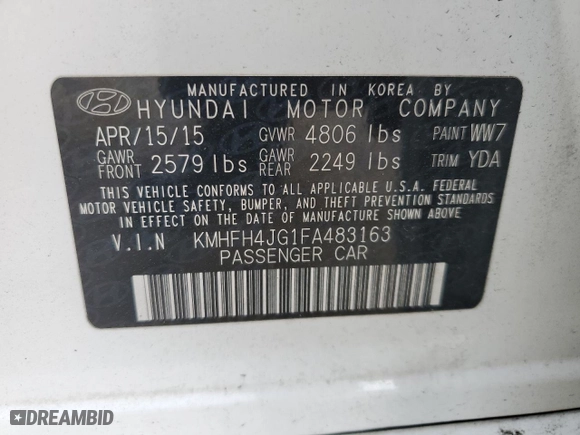 MANUFACTURED IN KOREA BY
HYUNDAI MOTOR COMPANY
APR/15/15 GVWR 4806 lbs PAINT WW7
GAWR FRONT 2579 lbs GAWR REAR 2249 lbs TRIM YDA
THIS VEHICLE CONFORMS TO ALL APPLICABLE U.S.A. FEDERAL
MOTOR VEHICLE SAFETY, BUMPER, AND THEFT PREVENTION STANDARDS
IN EFFECT ON THE DATE OF MANUFACTURE SHOWN ABOVE.
V.I.N KMHFH4JG1FA483163
PASSENGER CAR
DREAMBID